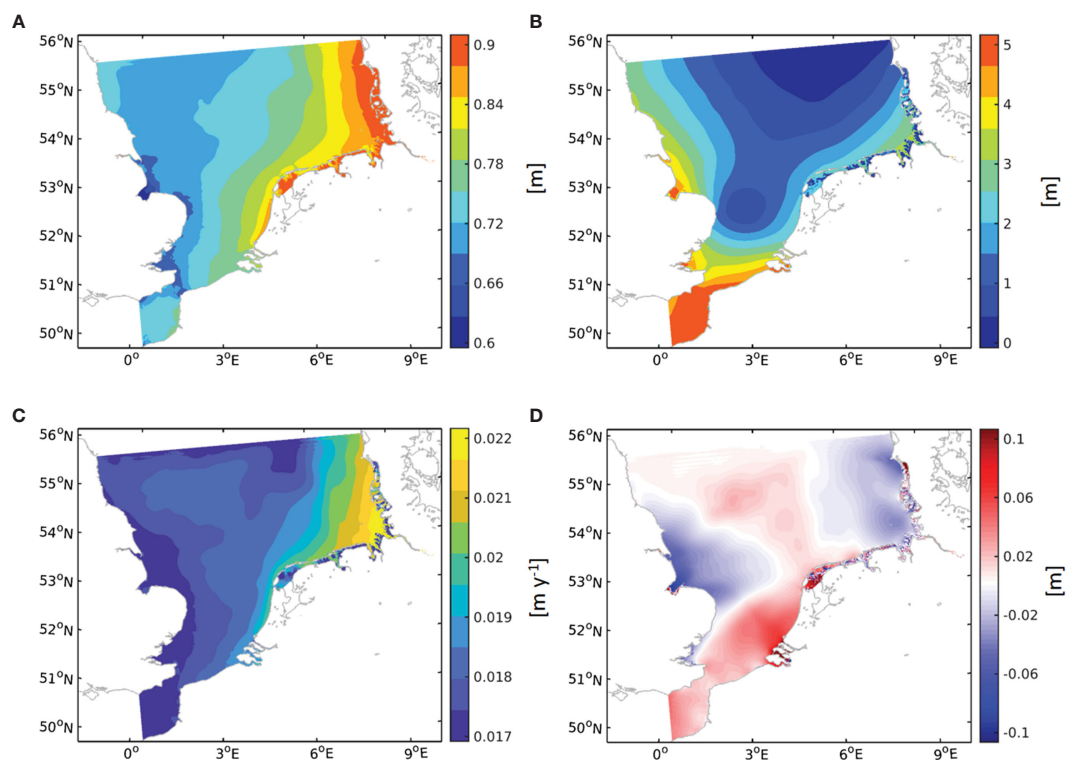 A
56°N
55°N
54°N
53°N
52°N
51°N
50°N
0°
3°E
6°E
9°E
0.9
0.84
0.78
0.72
0.66
0.6
[m]
B
56°N
55°N
54°N
53°N
52°N
51°N
50°N
0°
3°E
6°E
9°E
5
4
3
2
1
0
[m]
C
56°N
55°N
54°N
53°N
52°N
51°N
50°N
0°
3°E
6°E
9°E
0.022
0.021
0.02
0.019
0.018
0.017
[m y⁻¹]
D
56°N
55°N
54°N
53°N
52°N
51°N
50°N
0°
3°E
6°E
9°E
0.1
0.06
0.02
-0.02
-0.06
-0.1
[m]